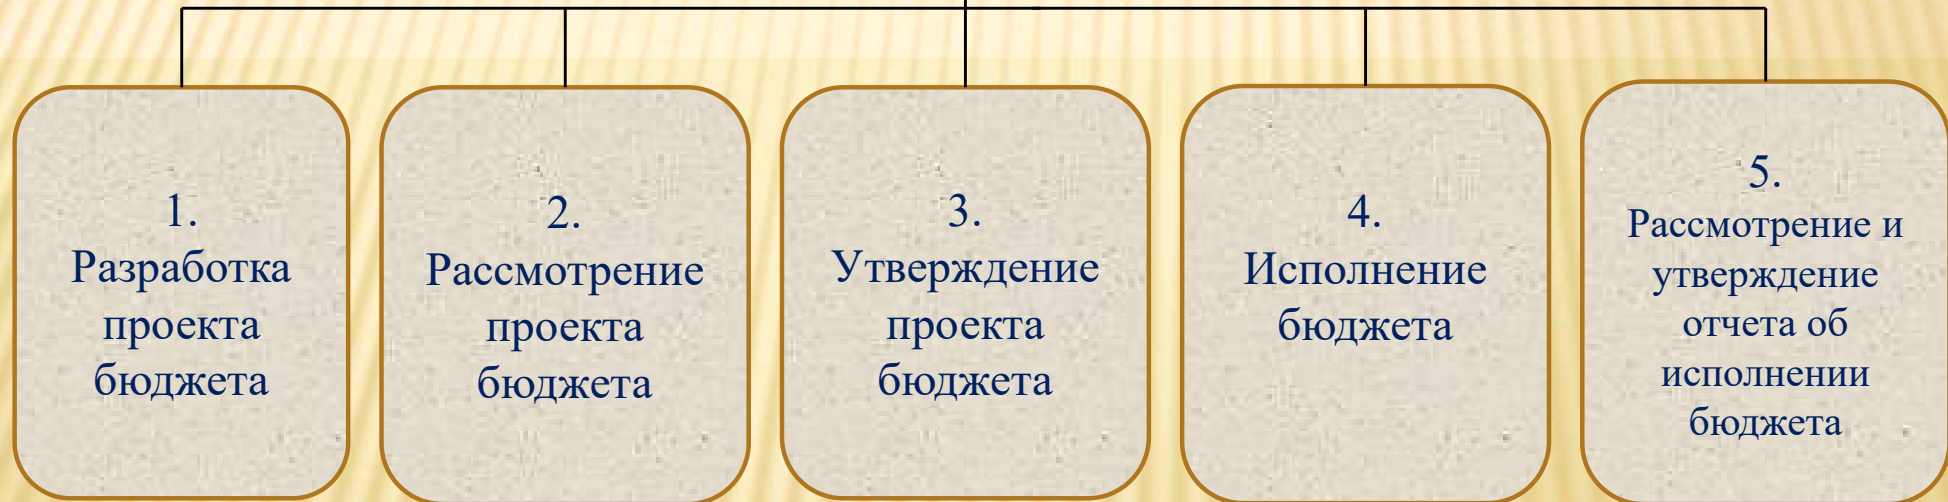 1.
Разработка
проекта
бюджета
2.
Рассмотрение
проекта
бюджета
3.
Утверждение
проекта
бюджета
4.
Исполнение
бюджета
5.
Рассмотрение и
утверждение
отчета об
исполнении
бюджета